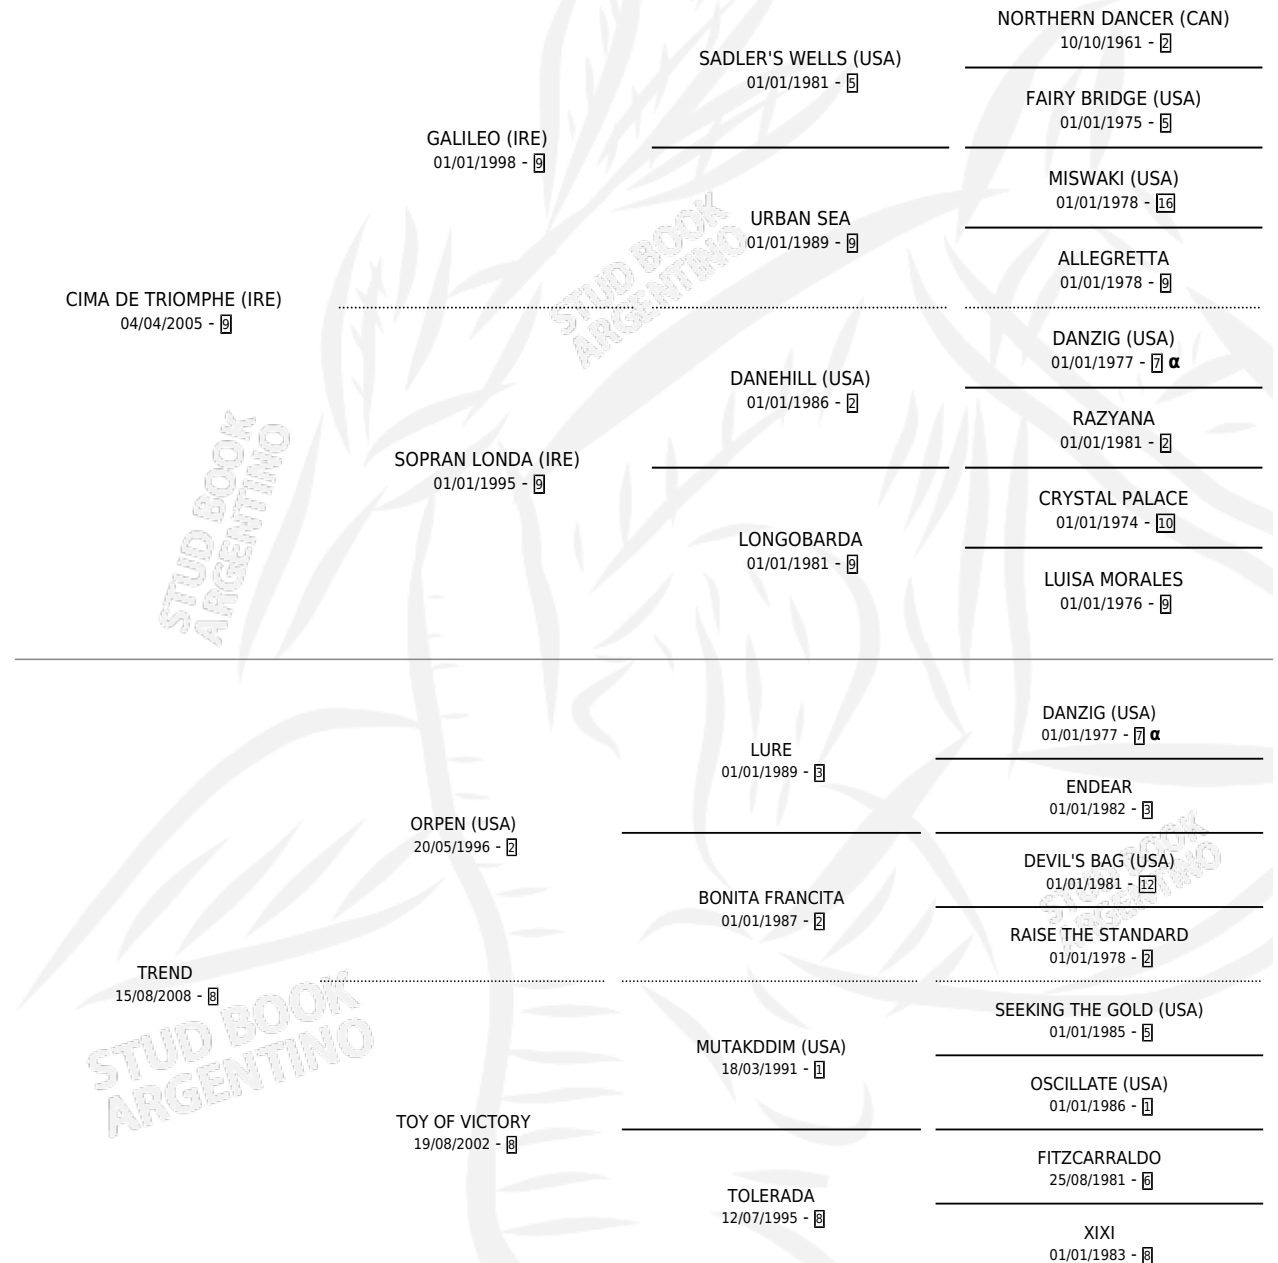 NORTHERN DANCER (CAN)
10/10/1961 - 2
SADLER'S WELLS (USA)
01/01/1981 - 5
FAIRY BRIDGE (USA)
01/01/1975 - 5
GALILEO (IRE)
01/01/1998 - 9
MISWAKI (USA)
01/01/1978 - 16
URBAN SEA
01/01/1989 - 9
ALLEGRETTA
01/01/1978 - 9
STUD BOOK
ARGENTINO
CIMA DE TRIOMPHE (IRE)
04/04/2005 - 9
DANZIG (USA)
01/01/1977 - 7 α
DANEHILL (USA)
01/01/1986 - 2
RAZYANA
01/01/1981 - 2
SOPRAN LONDA (IRE)
01/01/1995 - 9
CRYSTAL PALACE
01/01/1974 - 10
LONGOBARDA
01/01/1981 - 9
LUISA MORALES
01/01/1976 - 9
STUD BOOK
ARGENTINO
DANZIG (USA)
01/01/1977 - 7 α
LURE
01/01/1989 - 3
ENDEAR
01/01/1982 - 3
ORPEN (USA)
20/05/1996 - 2
DEVIL'S BAG (USA)
01/01/1981 - 12
BONITA FRANCITA
01/01/1987 - 2
RAISE THE STANDARD
01/01/1978 - 2
STUD BOOK
ARGENTINO
TREND
15/08/2008 - 8
SEEKING THE GOLD (USA)
01/01/1985 - 5
MUTAKDDIM (USA)
18/03/1991 - 1
OSCILLATE (USA)
01/01/1986 - 1
STUD BOOK
ARGENTINO
TOY OF VICTORY
19/08/2002 - 8
FITZCARRALDO
25/08/1981 - 6
TOLERADA
12/07/1995 - 8
XIXI
01/01/1983 - 8